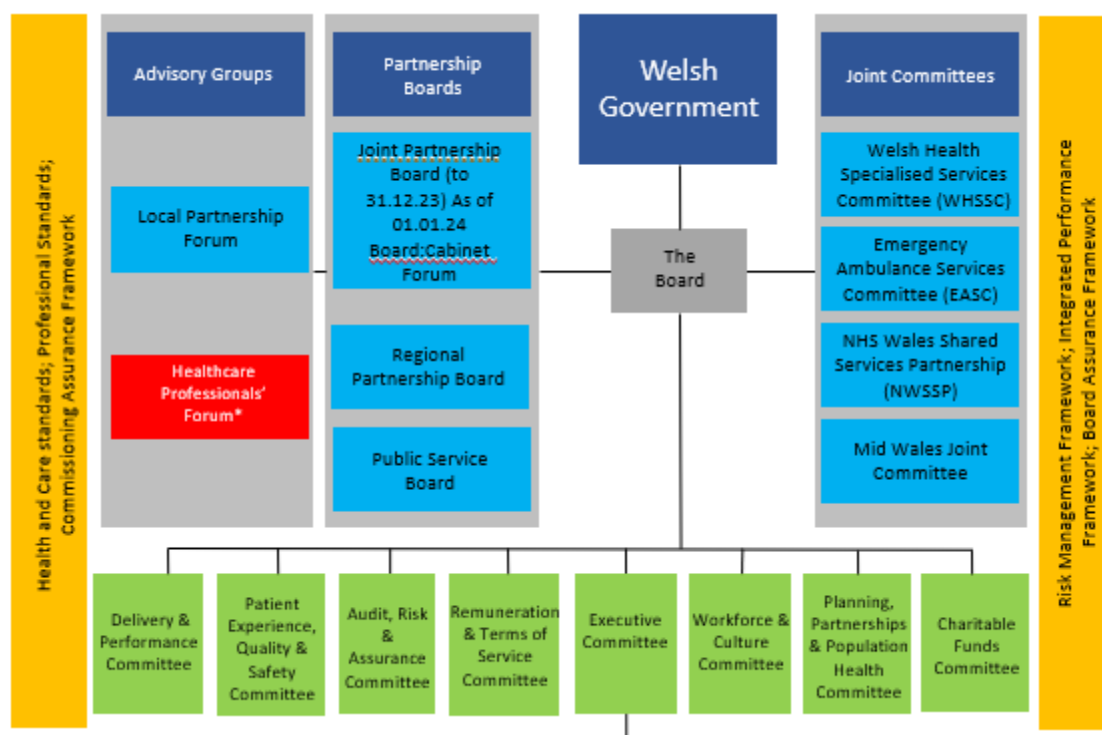 Health and Care standards; Professional Standards;
Commissioning Assurance Framework
Advisory Groups
Local Partnership
Forum
Healthcare
Professionals'
Forum*
Partnership
Boards
Joint Partnership
Board (to
31.12.23) As of
01.01.24
Board:Cabinet
Forum
Regional
Partnership Board
Public Service
Board
Welsh
Government
The
Board
Joint Committees
Welsh Health
Specialised Services
Committee (WHSSC)
Emergency
Ambulance Services
Committee (EASC)
NHS Wales Shared
Services Partnership
(NWSSP)
Mid Wales Joint
Committee
Risk Management Framework; Integrated Performance
Framework; Board Assurance Framework
Delivery &
Performance
Committee
Patient
Experience,
Quality &
Safety
Committee
Audit, Risk
&
Assurance
Committee
Remuneration
& Terms of
Service
Committee
Executive
Committee
Workforce &
Culture
Committee
Planning,
Partnerships
& Population
Health
Committee
Charitable
Funds
Committee